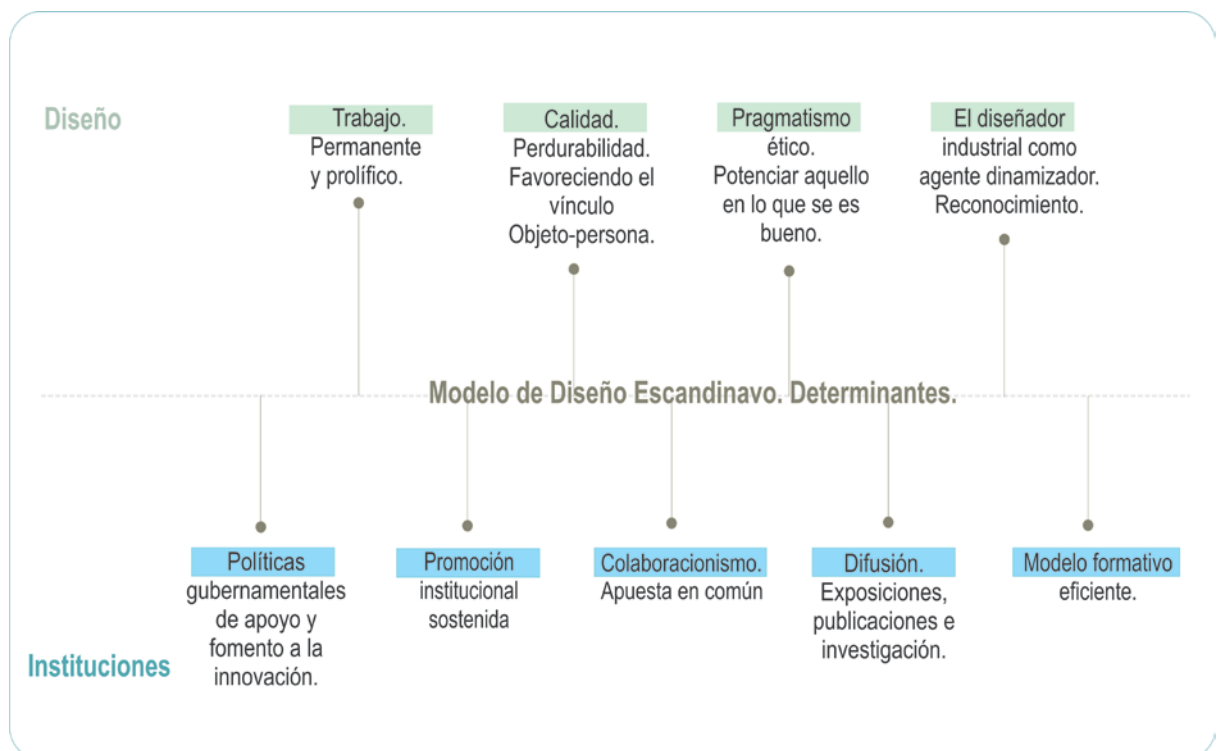 Diseño
Trabajo.
Permanente
y prolífico.
Calidad.
Perdurabilidad.
Favoreciendo el
vínculo
Objeto-persona.
Pragmatismo
ético.
Potenciar aquello
en lo que se es
bueno.
El diseñador
industrial como
agente dinamizador.
Reconocimiento.
Modelo de Diseño Escandinavo. Determinantes.
Políticas
gubernamentales
de apoyo y
fomento a la
innovación.
Promoción
institucional
sostenida
Colaboracionismo.
Apuesta en común
Difusión.
Exposiciones,
publicaciones e
investigación.
Modelo formativo
eficiente.
Instituciones